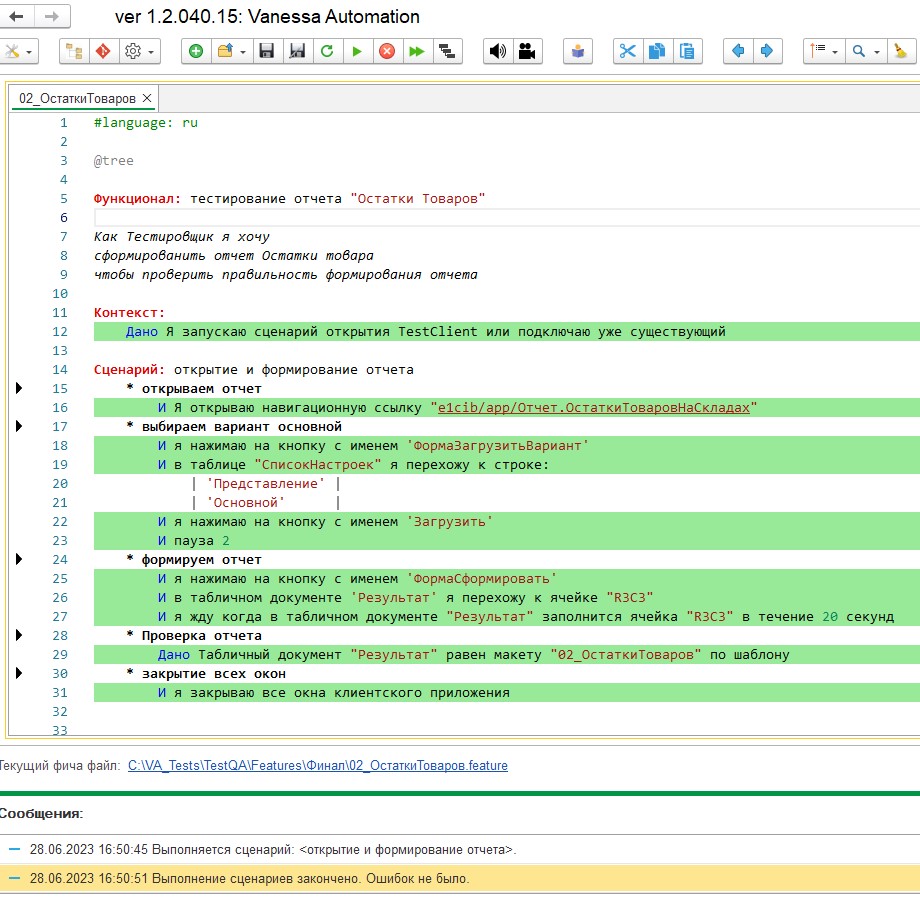 ver 1.2.040.15: Vanessa Automation
02_ОстаткиТоваров
1 #language: ru
2
3 @tree
4
5 Функционал: тестирование отчета "Остатки Товаров"
6
7 Как Тестировщик я хочу
8 сформированить отчет Остатки товара
9 чтобы проверить правильность формирования отчета
10
11 Контекст:
12 Дано Я запускаю сценарий открытия TestClient или подключаю уже существующий
13
14 Сценарий: открытие и формирование отчета
15 * открываем отчет
16 И Я открываю навигационную ссылку "e1cib/app/Отчет.ОстаткиТоваровНаСкладах"
17 * выбираем вариант основной
18 И я нажимаю на кнопку с именем 'ФормаЗагрузитьВариант'
19 И в таблице "СписокНастроек" я перехожу к строке:
20 | 'Представление' |
21 | 'Основной' |
22 И я нажимаю на кнопку с именем 'Загрузить'
23 И пауза 2
24 * формируем отчет
25 И я нажимаю на кнопку с именем 'ФормаСформировать'
26 И в табличном документе 'Результат' я перехожу к ячейке "R3C3"
27 И я жду когда в табличном документе "Результат" заполнится ячейка "R3C3" в течение 20 секунд
28 * Проверка отчета
29 Дано Табличный документ "Результат" равен макету "02_ОстаткиТоваров" по шаблону
30 * закрытие всех окон
31 И я закрываю все окна клиентского приложения
32
33
Текущий фича файл: C:\VA_Tests\TestQA\Features\Финал\02_ОстаткиТоваров.feature
Сообщения:
28.06.2023 16:50:45 Выполняется сценарий: <открытие и формирование отчета>.
28.06.2023 16:50:51 Выполнение сценариев закончено. Ошибок не было.